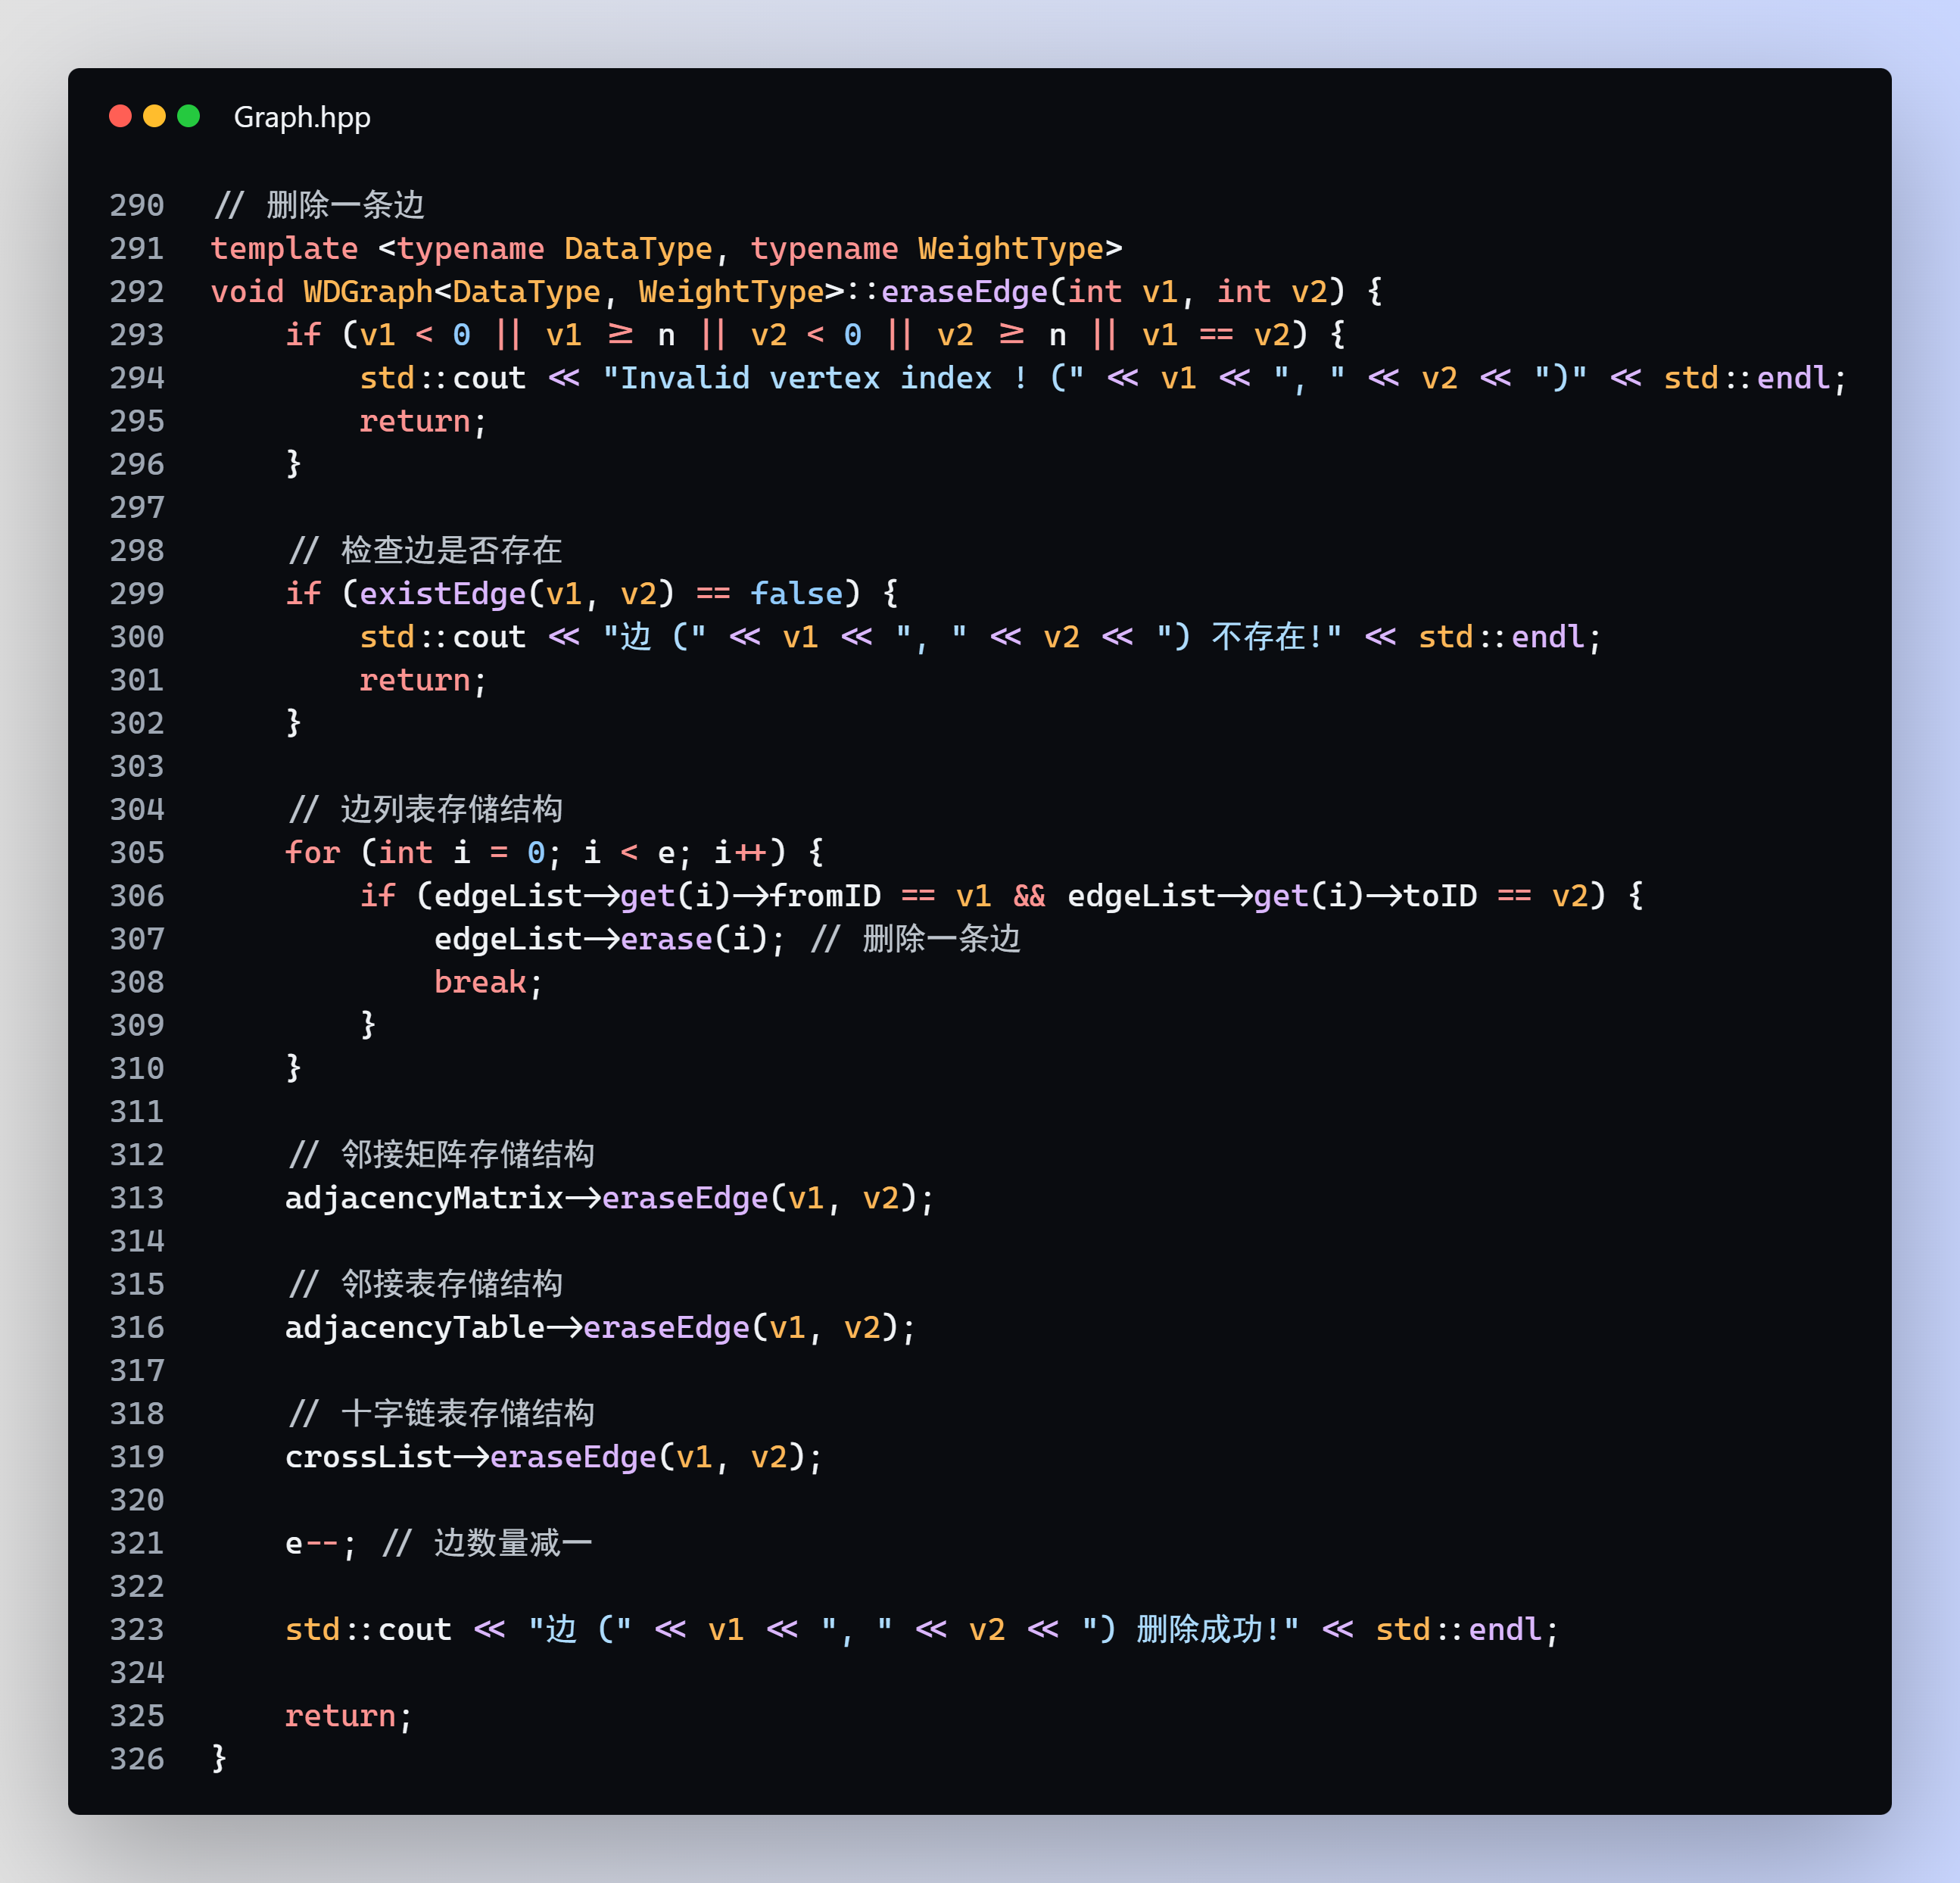 Graph.hpp
290 // 删除一条边
291 template <typename DataType, typename WeightType>
292 void WDGraph<DataType, WeightType>::eraseEdge(int v1, int v2) {
293     if (v1 < 0 || v1 >= n || v2 < 0 || v2 >= n || v1 == v2) {
294         std::cout << "Invalid vertex index ! (" << v1 << ", " << v2 << ")" << std::endl;
295         return;
296     }
297
298     // 检查边是否存在
299     if (existEdge(v1, v2) == false) {
300         std::cout << "边 (" << v1 << ", " << v2 << ") 不存在!" << std::endl;
301         return;
302     }
303
304     // 边列表存储结构
305     for (int i = 0; i < e; i++) {
306         if (edgeList->get(i)->fromID == v1 && edgeList->get(i)->toID == v2) {
307             edgeList->erase(i); // 删除一条边
308             break;
309         }
310     }
311
312     // 邻接矩阵存储结构
313     adjacencyMatrix->eraseEdge(v1, v2);
314
315     // 邻接表存储结构
316     adjacencyTable->eraseEdge(v1, v2);
317
318     // 十字链表存储结构
319     crossList->eraseEdge(v1, v2);
320
321     e--; // 边数量减一
322
323     std::cout << "边 (" << v1 << ", " << v2 << ") 删除成功!" << std::endl;
324
325     return;
326 }